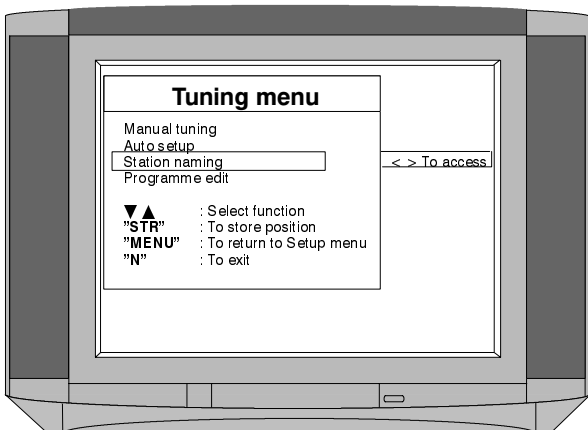 Tuning menu
Manual tuning
Auto setup
Station naming
< > To access
Programme edit
▼ ▲ : Select function
”STR” : To store position
”MENU” : To return to Setup menu
”N” : To exit